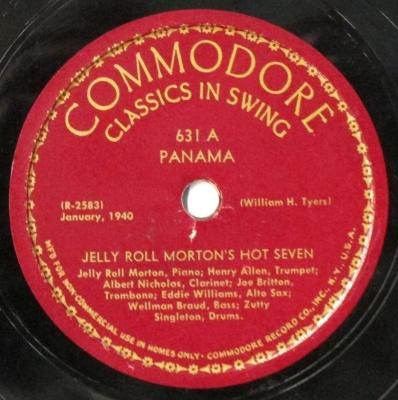 COMMODORE
CLASSICS IN SWING
631 A
PANAMA
(R-2583)
January, 1940
(William H. Tyers)
JELLY ROLL MORTON'S HOT SEVEN
Jelly Roll Morton, Piano; Henry Allen, Trumpet;
Albert Nicholas, Clarinet; Joe Britton,
Trombone; Eddie Williams, Alto Sax;
Wellman Braud, Bass; Zutty
Singleton, Drums.
MFD FOR NON-COMMERCIAL USE IN HOMES ONLY · COMMODORE RECORD CO., INC., N. Y., U. S. A.